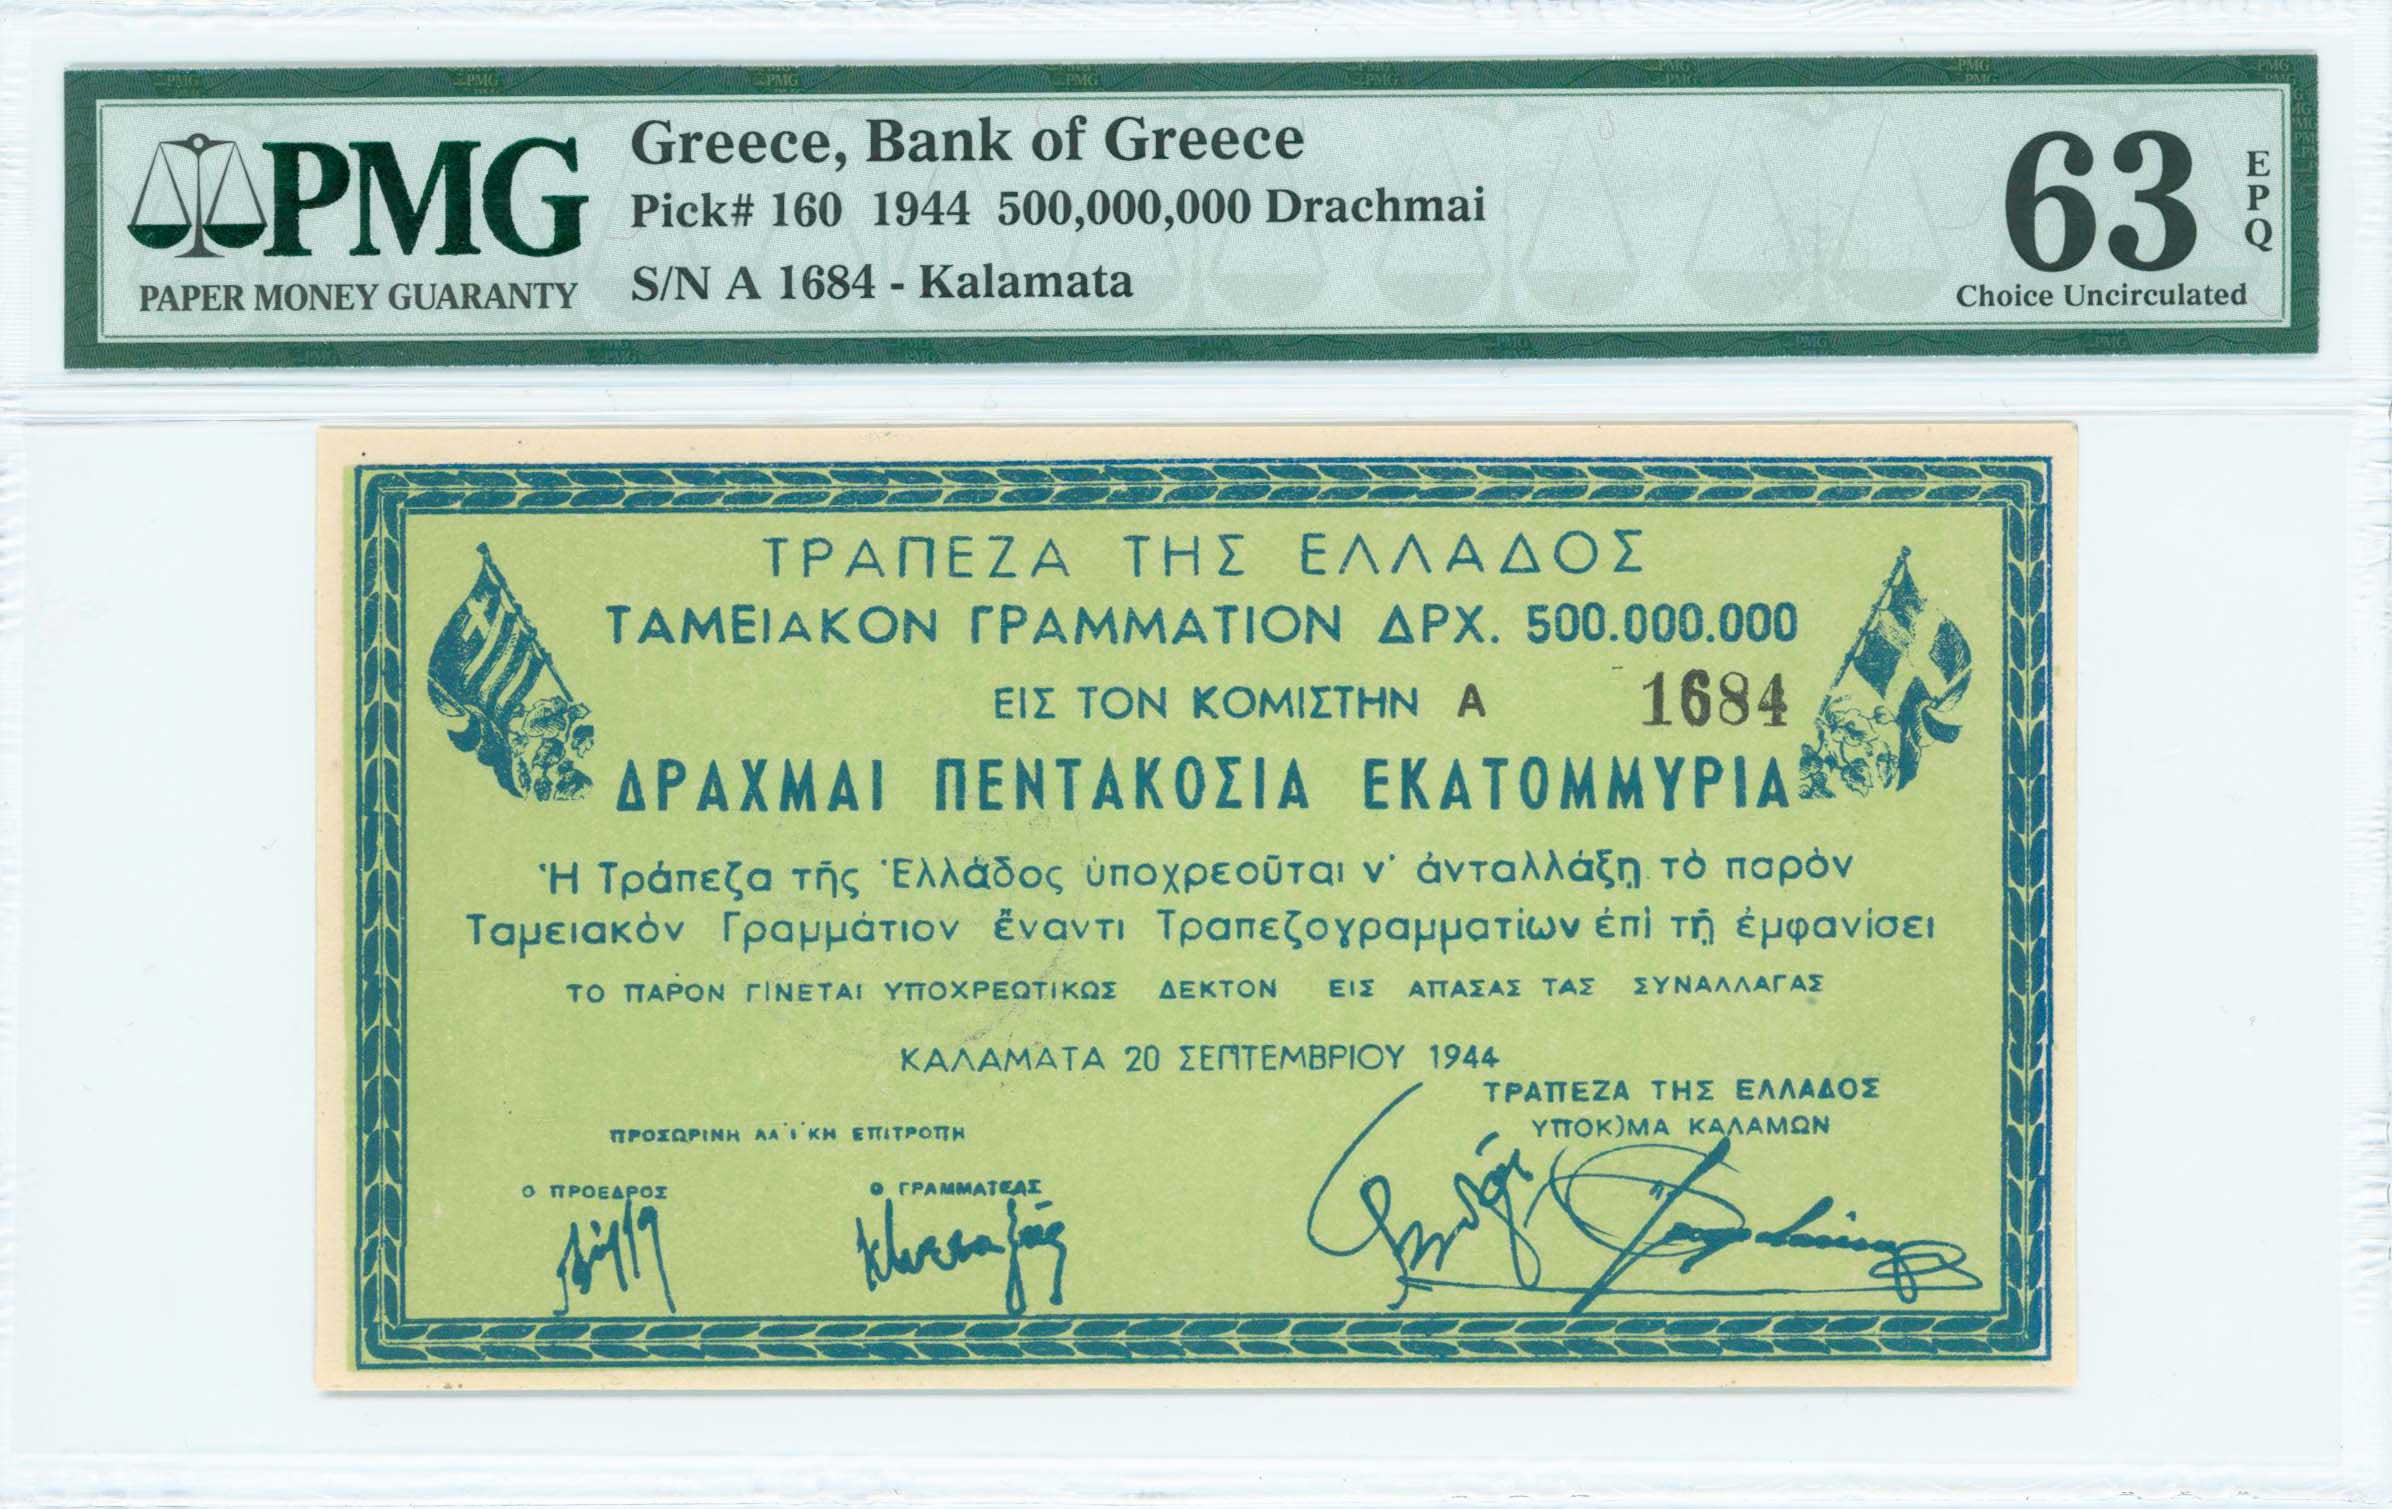 PMG
PAPER MONEY GUARANTY
Greece, Bank of Greece
Pick# 160 1944 500,000,000 Drachmai
S/N A 1684 - Kalamata
63
EPQ
Choice Uncirculated
ΤΡΑΠΕΖΑ ΤΗΣ ΕΛΛΑΔΟΣ
ΤΑΜΕΙΑΚΟΝ ΓΡΑΜΜΑΤΙΟΝ ΔΡΧ. 500.000.000
ΕΙΣ ΤΟΝ ΚΟΜΙΣΤΗΝ Α 1684
ΔΡΑΧΜΑΙ ΠΕΝΤΑΚΟΣΙΑ ΕΚΑΤΟΜΜΥΡΙΑ
Ἡ Τράπεζα τῆς Ἑλλάδος ὑποχρεοῦται ν' ἀνταλλάξῃ τὸ παρὸν
Ταμειακὸν Γραμμάτιον ἔναντι Τραπεζογραμματίων ἐπὶ τῇ ἐμφανίσει
ΤΟ ΠΑΡΟΝ ΓΙΝΕΤΑΙ ΥΠΟΧΡΕΩΤΙΚΩΣ ΔΕΚΤΟΝ ΕΙΣ ΑΠΑΣΑΣ ΤΑΣ ΣΥΝΑΛΛΑΓΑΣ
ΚΑΛΑΜΑΤΑ 20 ΣΕΠΤΕΜΒΡΙΟΥ 1944
ΤΡΑΠΕΖΑ ΤΗΣ ΕΛΛΑΔΟΣ
ΥΠΟΚ)ΜΑ ΚΑΛΑΜΩΝ
ΠΡΟΣΩΡΙΝΗ ΛΑΪΚΗ ΕΠΙΤΡΟΠΗ
Ο ΠΡΟΕΔΡΟΣ
Ο ΓΡΑΜΜΑΤΕΑΣ